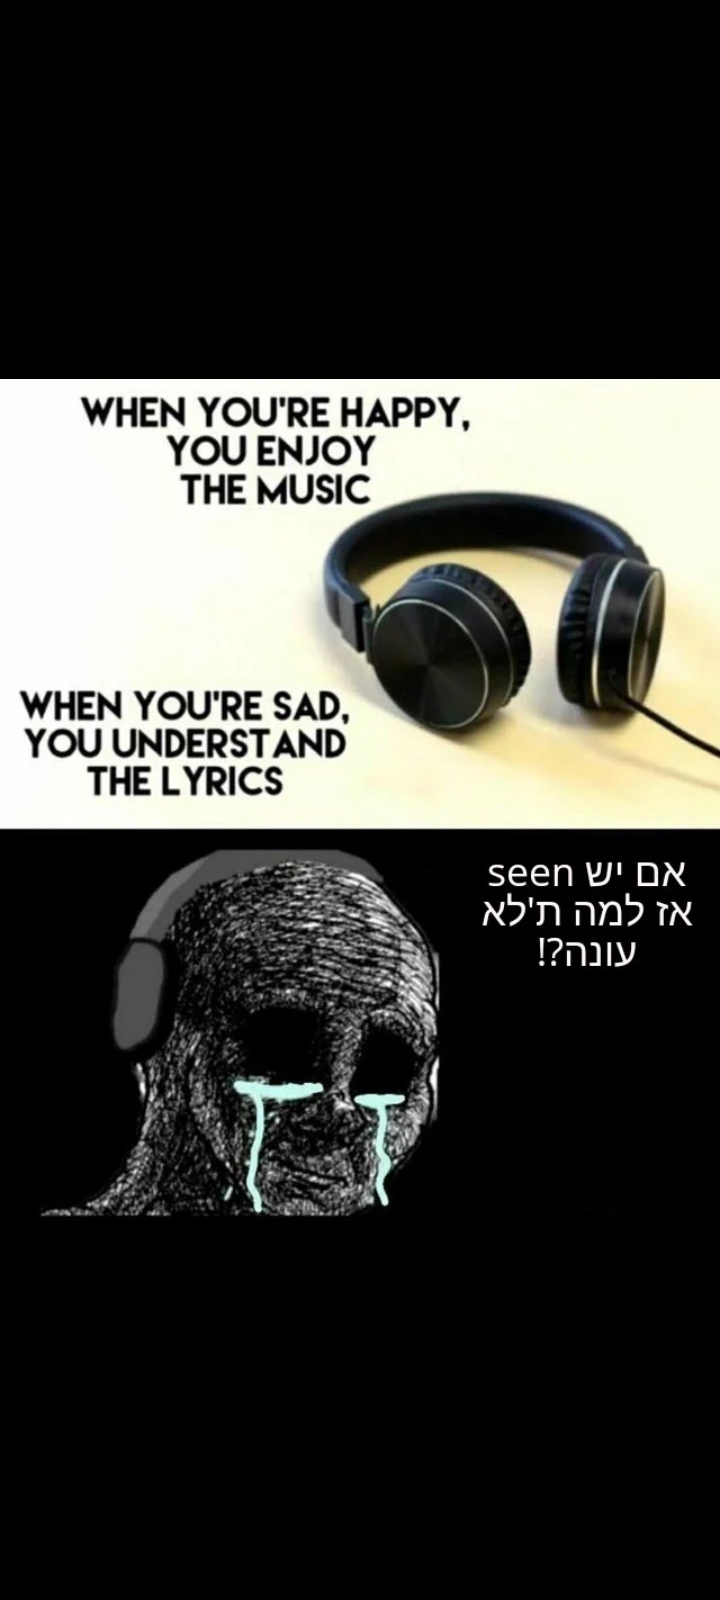 WHEN YOU'RE HAPPY,
YOU ENJOY
THE MUSIC
WHEN YOU'RE SAD,
YOU UNDERSTAND
THE LYRICS
אם יש seen
אז למה ת'לא
עונה?!